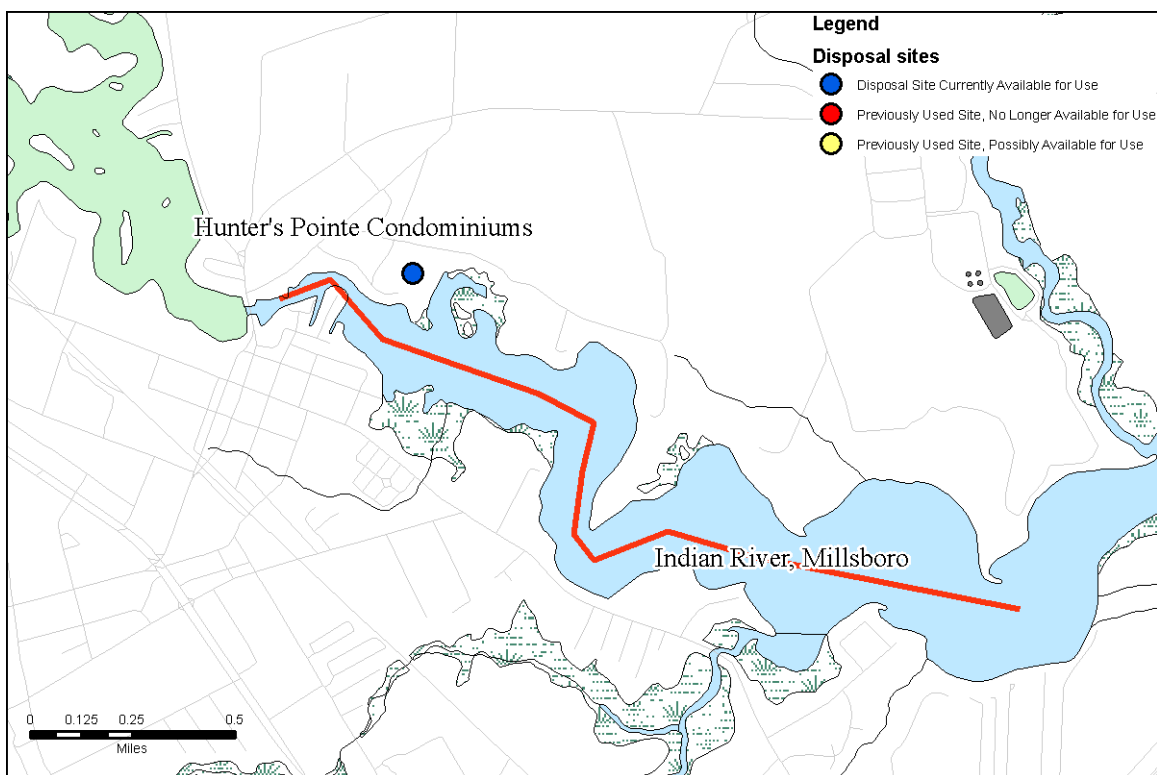 Legend
Disposal sites
Disposal Site Currently Available for Use
Previously Used Site, No Longer Available for Use
Previously Used Site, Possibly Available for Use
Hunter's Pointe Condominiums
Indian River, Millsboro
0 0.125 0.25 0.5
Miles